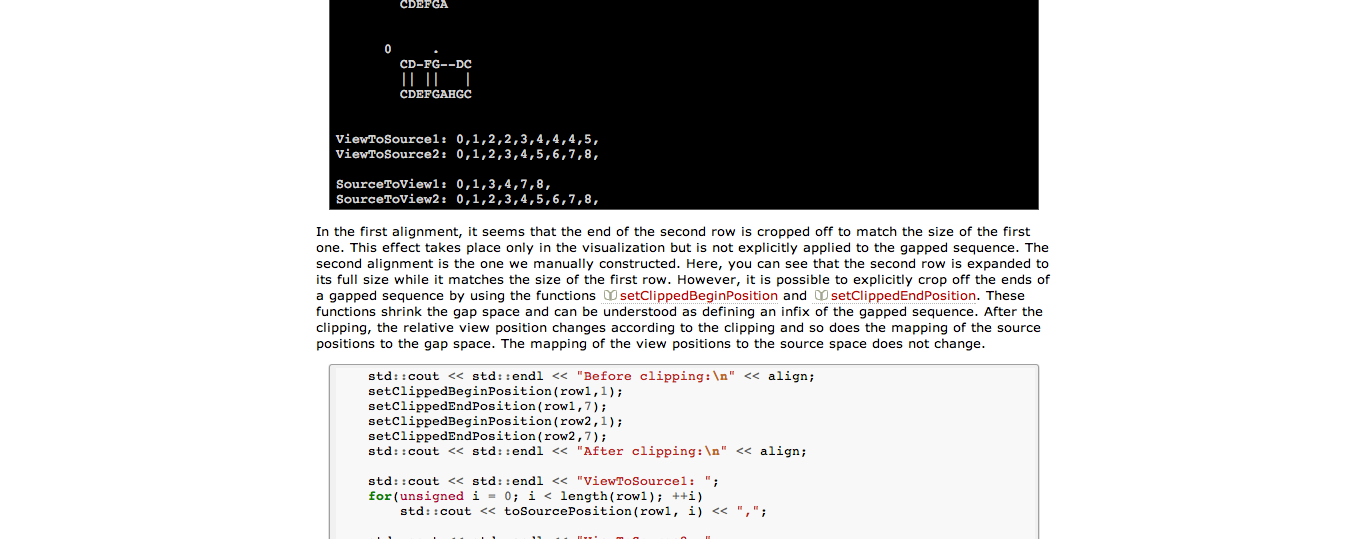 CDEFGA
0 .
CD-FG--DC
|| || |
CDEFGAHGC
ViewToSource1: 0,1,2,2,3,4,4,4,5,
ViewToSource2: 0,1,2,3,4,5,6,7,8,
SourceToView1: 0,1,3,4,7,8,
SourceToView2: 0,1,2,3,4,5,6,7,8,
In the first alignment, it seems that the end of the second row is cropped off to match the size of the first
one. This effect takes place only in the visualization but is not explicitly applied to the gapped sequence. The
second alignment is the one we manually constructed. Here, you can see that the second row is expanded to
its full size while it matches the size of the first row. However, it is possible to explicitly crop off the ends of
a gapped sequence by using the functions setClippedBeginPosition and setClippedEndPosition. These
functions shrink the gap space and can be understood as defining an infix of the gapped sequence. After the
clipping, the relative view position changes according to the clipping and so does the mapping of the source
positions to the gap space. The mapping of the view positions to the source space does not change.
std::cout << std::endl << "Before clipping:\n" << align;
setClippedBeginPosition(row1,1);
setClippedEndPosition(row1,7);
setClippedBeginPosition(row2,1);
setClippedEndPosition(row2,7);
std::cout << std::endl << "After clipping:\n" << align;
std::cout << std::endl << "ViewToSource1: ";
for(unsigned i = 0; i < length(row1); ++i)
std::cout << toSourcePosition(row1, i) << ",";